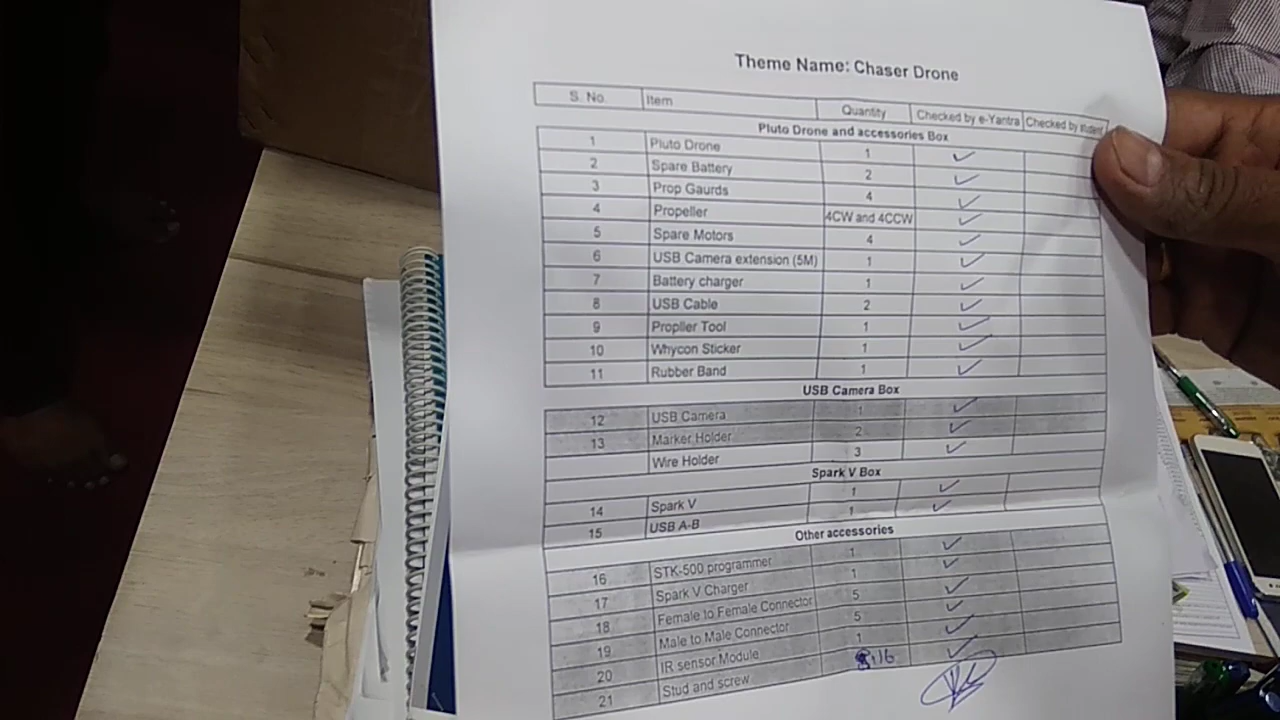 Theme Name: Chaser Drone
S. No. Item Quantity Checked by e-Yantra Checked by student
Pluto Drone and accessories Box
1 Pluto Drone 1 ✓
2 Spare Battery 2 ✓
3 Prop Gaurds 4 ✓
4 Propeller 4CW and 4CCW ✓
5 Spare Motors 4 ✓
6 USB Camera extension (5M) 1 ✓
7 Battery charger 1 ✓
8 USB Cable 2 ✓
9 Propller Tool 1 ✓
10 Whycon Sticker 1 ✓
11 Rubber Band 1 ✓
USB Camera Box
12 USB Camera 1 ✓
13 Marker Holder 2 ✓
Wire Holder 3 ✓
Spark V Box
14 Spark V 1 ✓
15 USB A-B 1 ✓
Other accessories
16 STK-500 programmer 1 ✓
17 Spark V Charger 1 ✓
18 Female to Female Connector 5 ✓
19 Male to Male Connector 5 ✓
20 IR sensor Module 1 ✓
21 Stud and screw 16 ✓